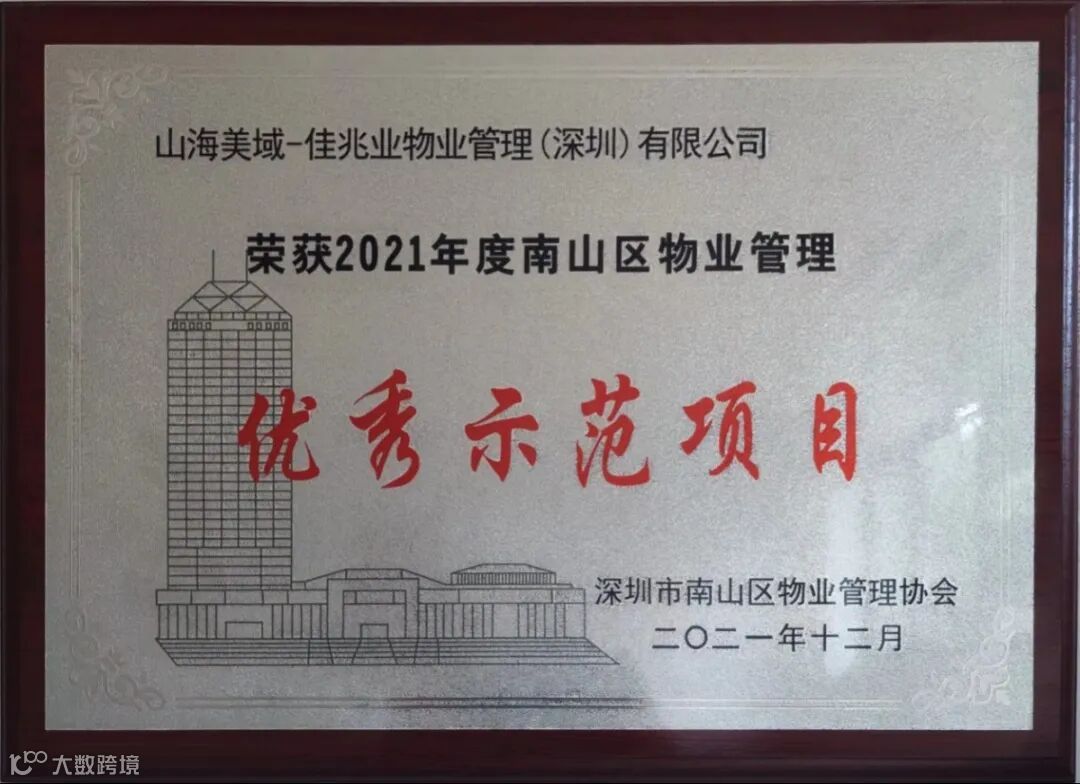 山海美域-佳兆业物业管理(深圳)有限公司
荣获2021年度南山区物业管理
优秀示范项目
深圳市南山区物业管理协会
二〇二一年十二月
大数跨境